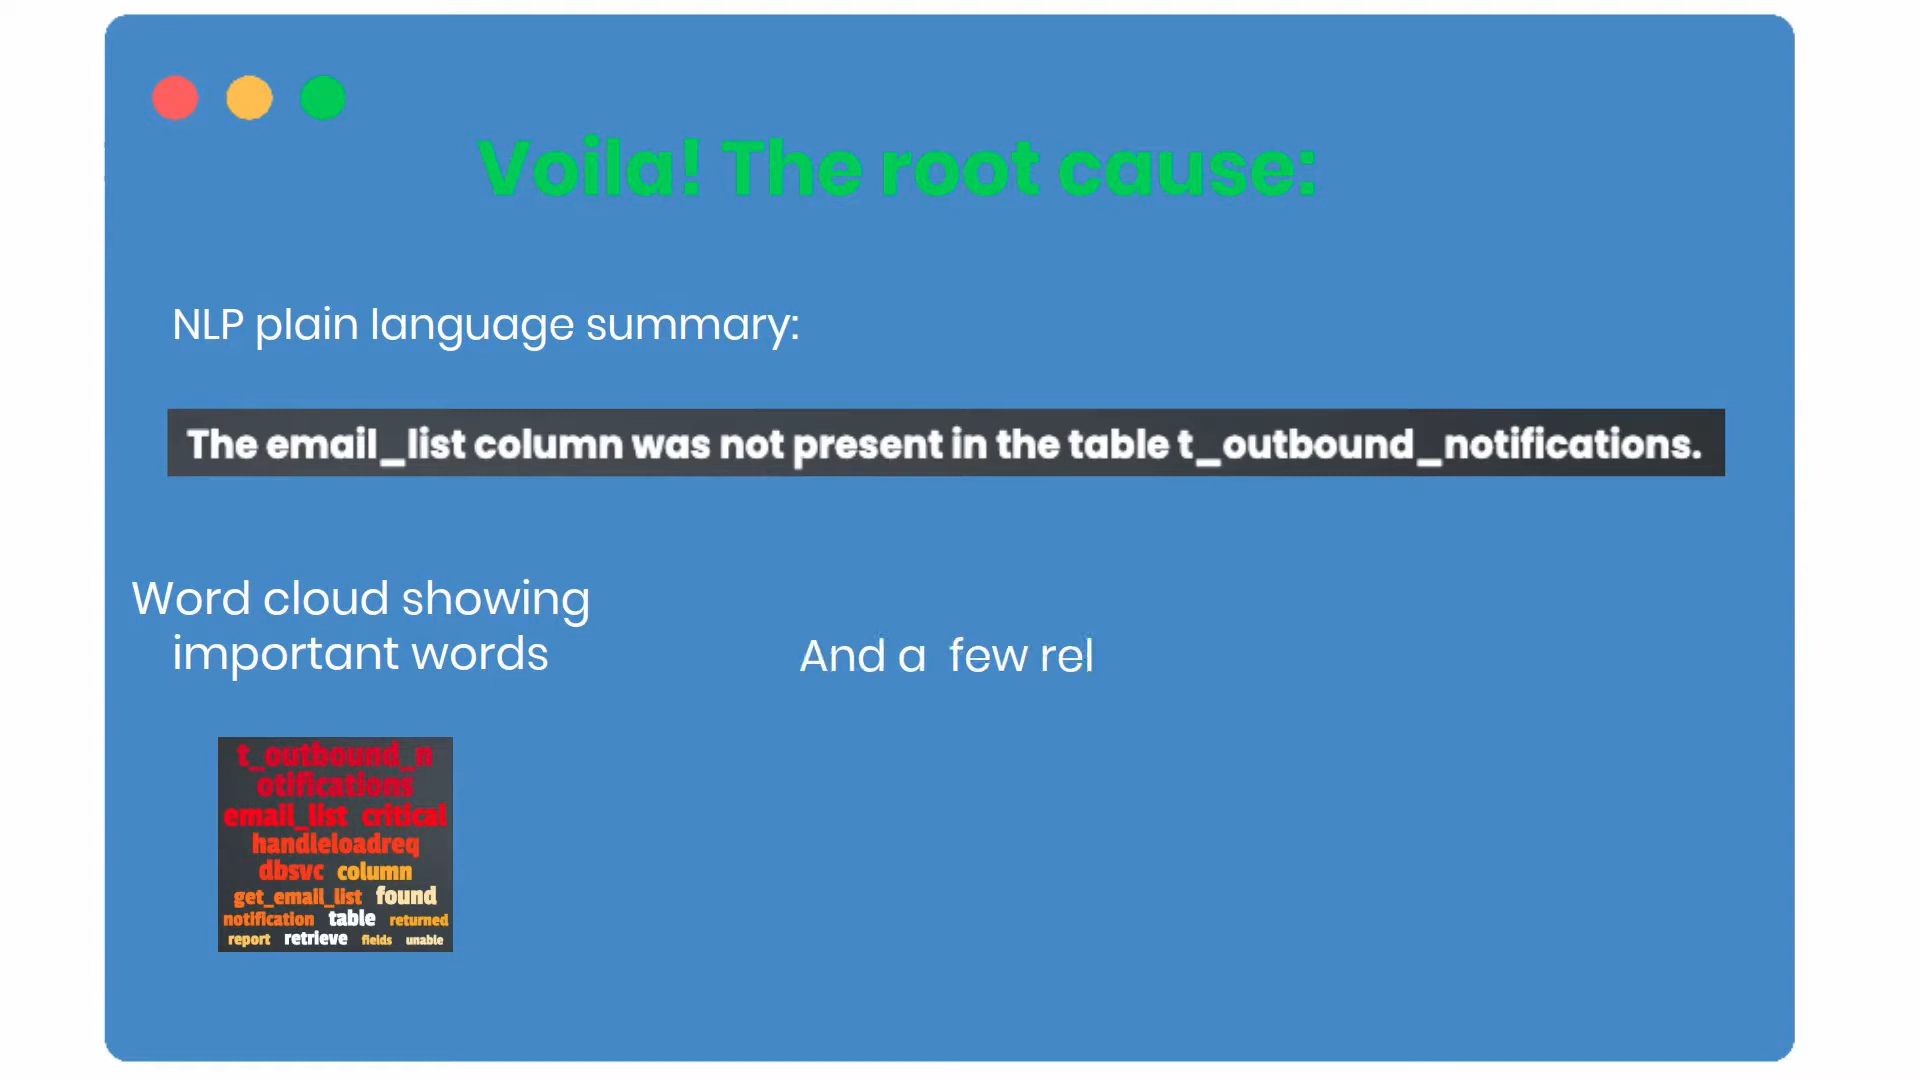 Voila! The root cause:
NLP plain language summary:
The email_list column was not present in the table t_outbound_notifications.
Word cloud showing
important words
And a  few rel
t_outbound_n
otifications
email_list critical
handleloadreq
dbsvc column
get_email_list found
notification table returned
report retrieve fields unable